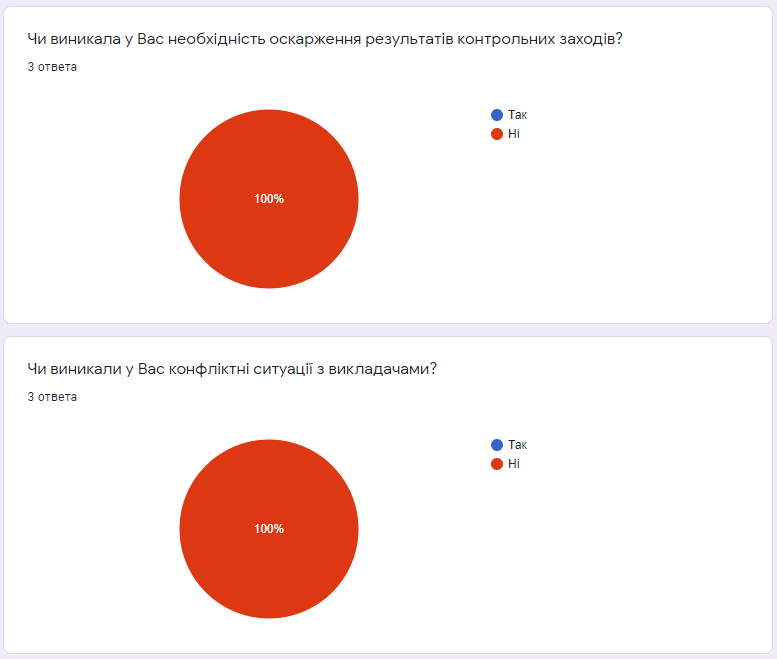 Чи виникала у Вас необхідність оскарження результатів контрольних заходів?
3 ответа
Так
Ні
100%
Чи виникали у Вас конфліктні ситуації з викладачами?
3 ответа
Так
Ні
100%